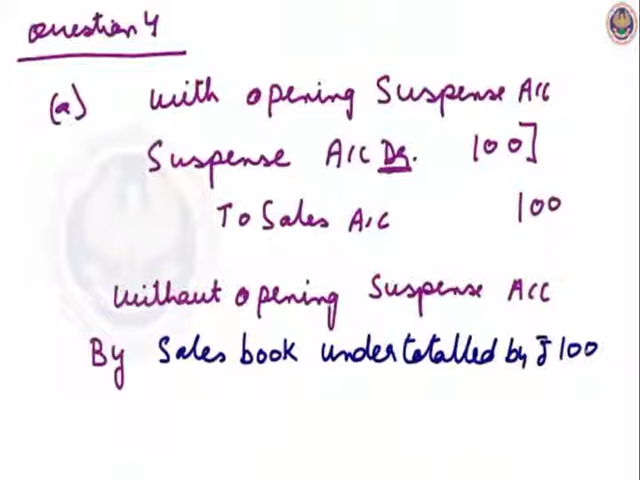 Question 4
(a) With opening Suspense A/C
Suspense A/C Dr. 100]
To Sales A/C 100
Without opening Suspense A/C
By Sales book undertotalled by ₹ 100